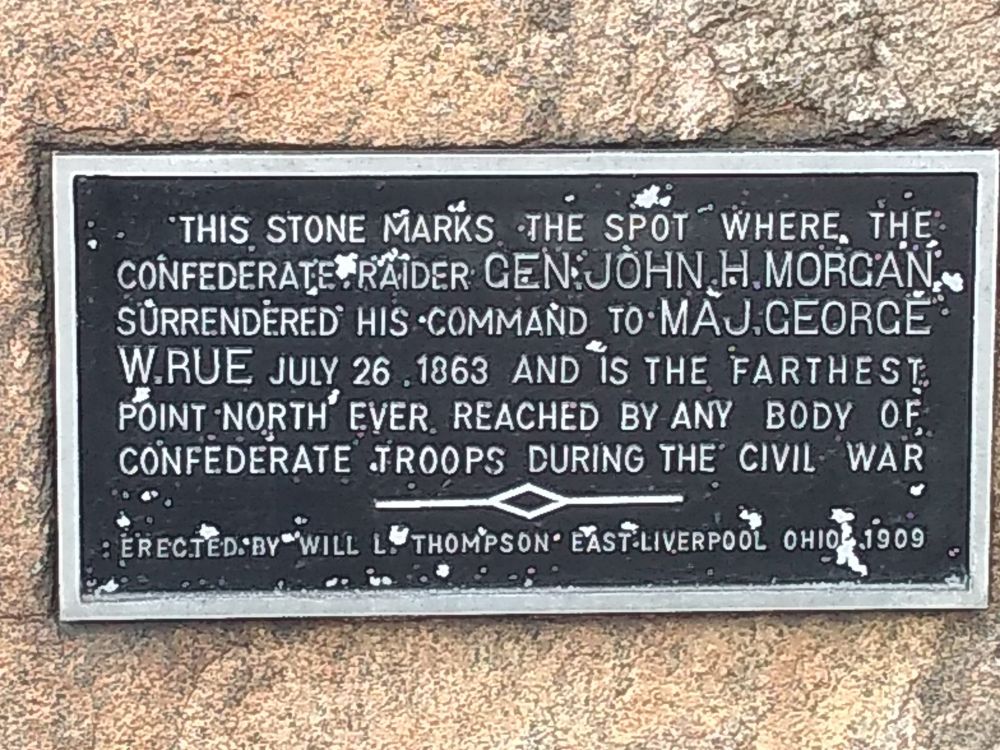 THIS STONE MARKS THE SPOT WHERE THE
CONFEDERATE RAIDER GEN. JOHN H. MORGAN
SURRENDERED HIS COMMAND TO MAJ. GEORGE
W. RUE JULY 26, 1863 AND IS THE FARTHEST
POINT NORTH EVER REACHED BY ANY BODY OF
CONFEDERATE TROOPS DURING THE CIVIL WAR
ERECTED BY WILL L. THOMPSON EAST LIVERPOOL OHIO 1909